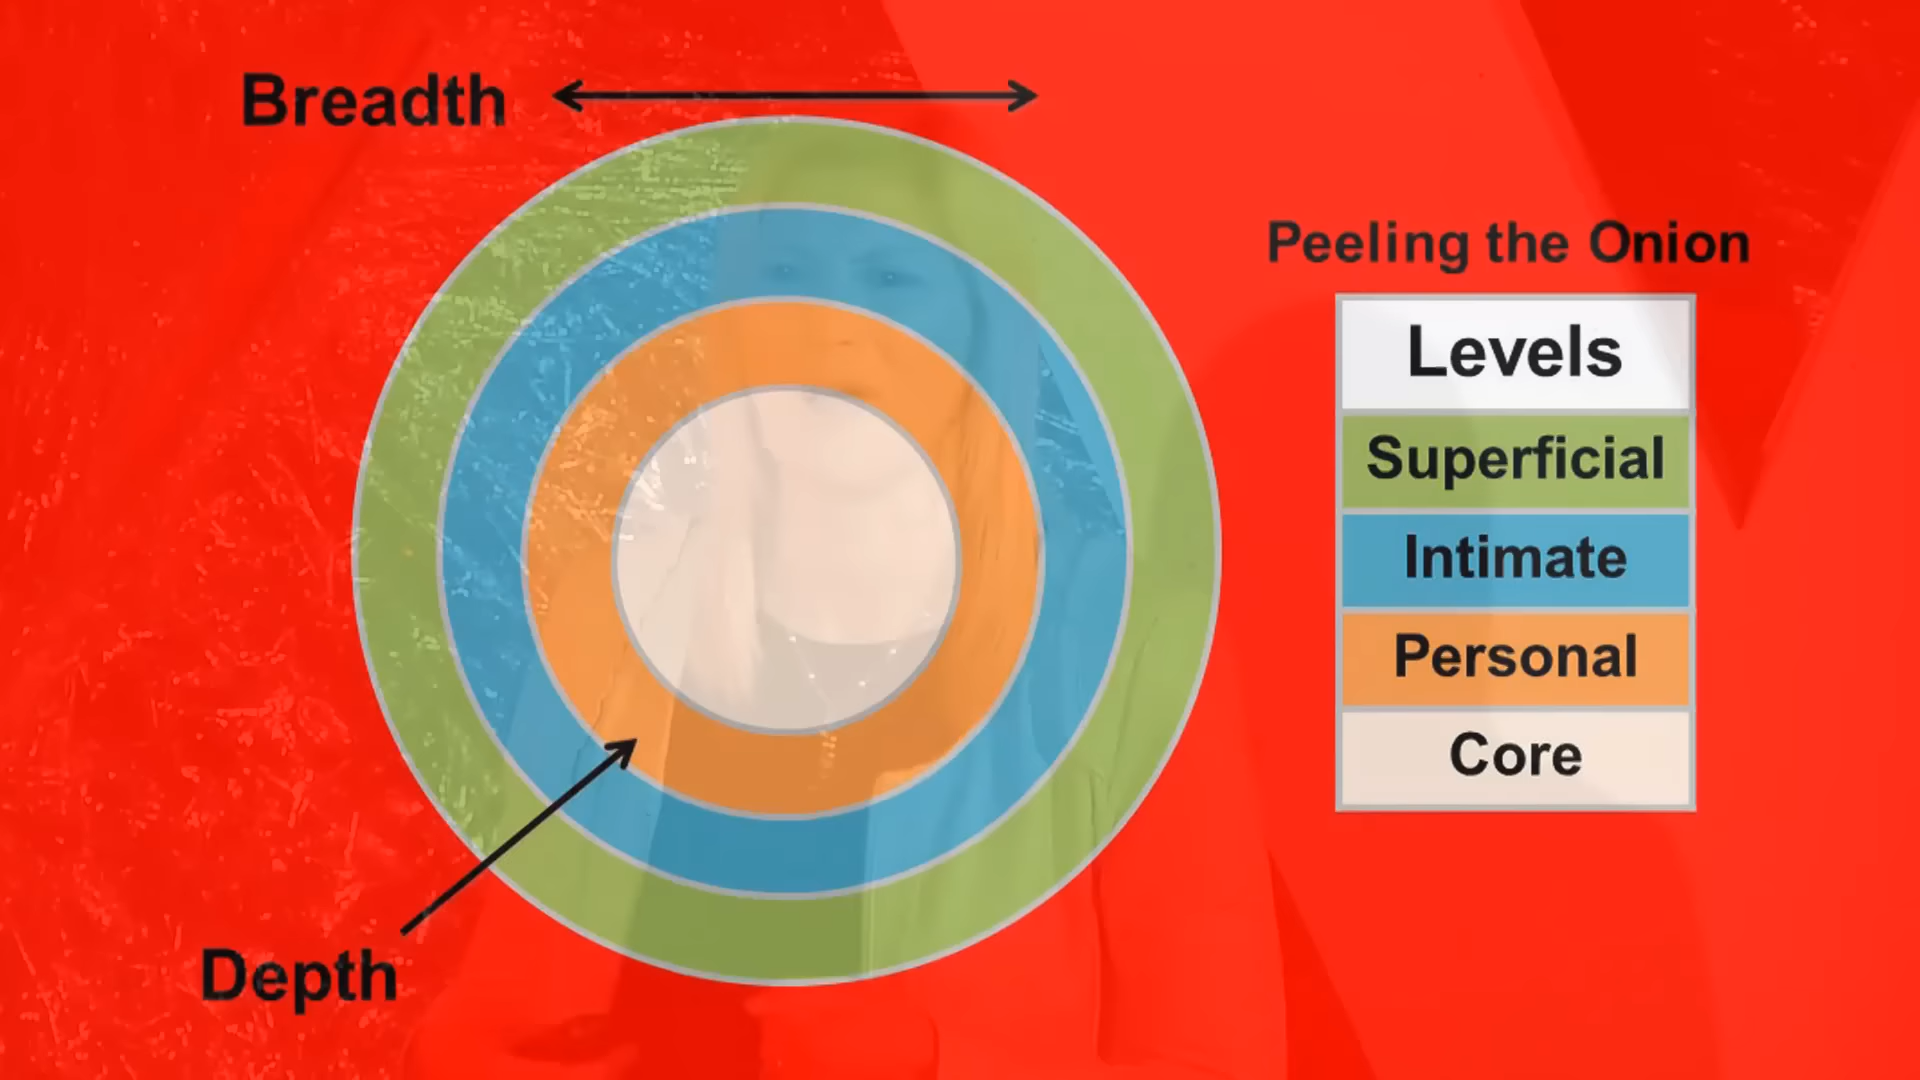 Breadth
Peeling the Onion
Levels
Superficial
Intimate
Personal
Core
Depth